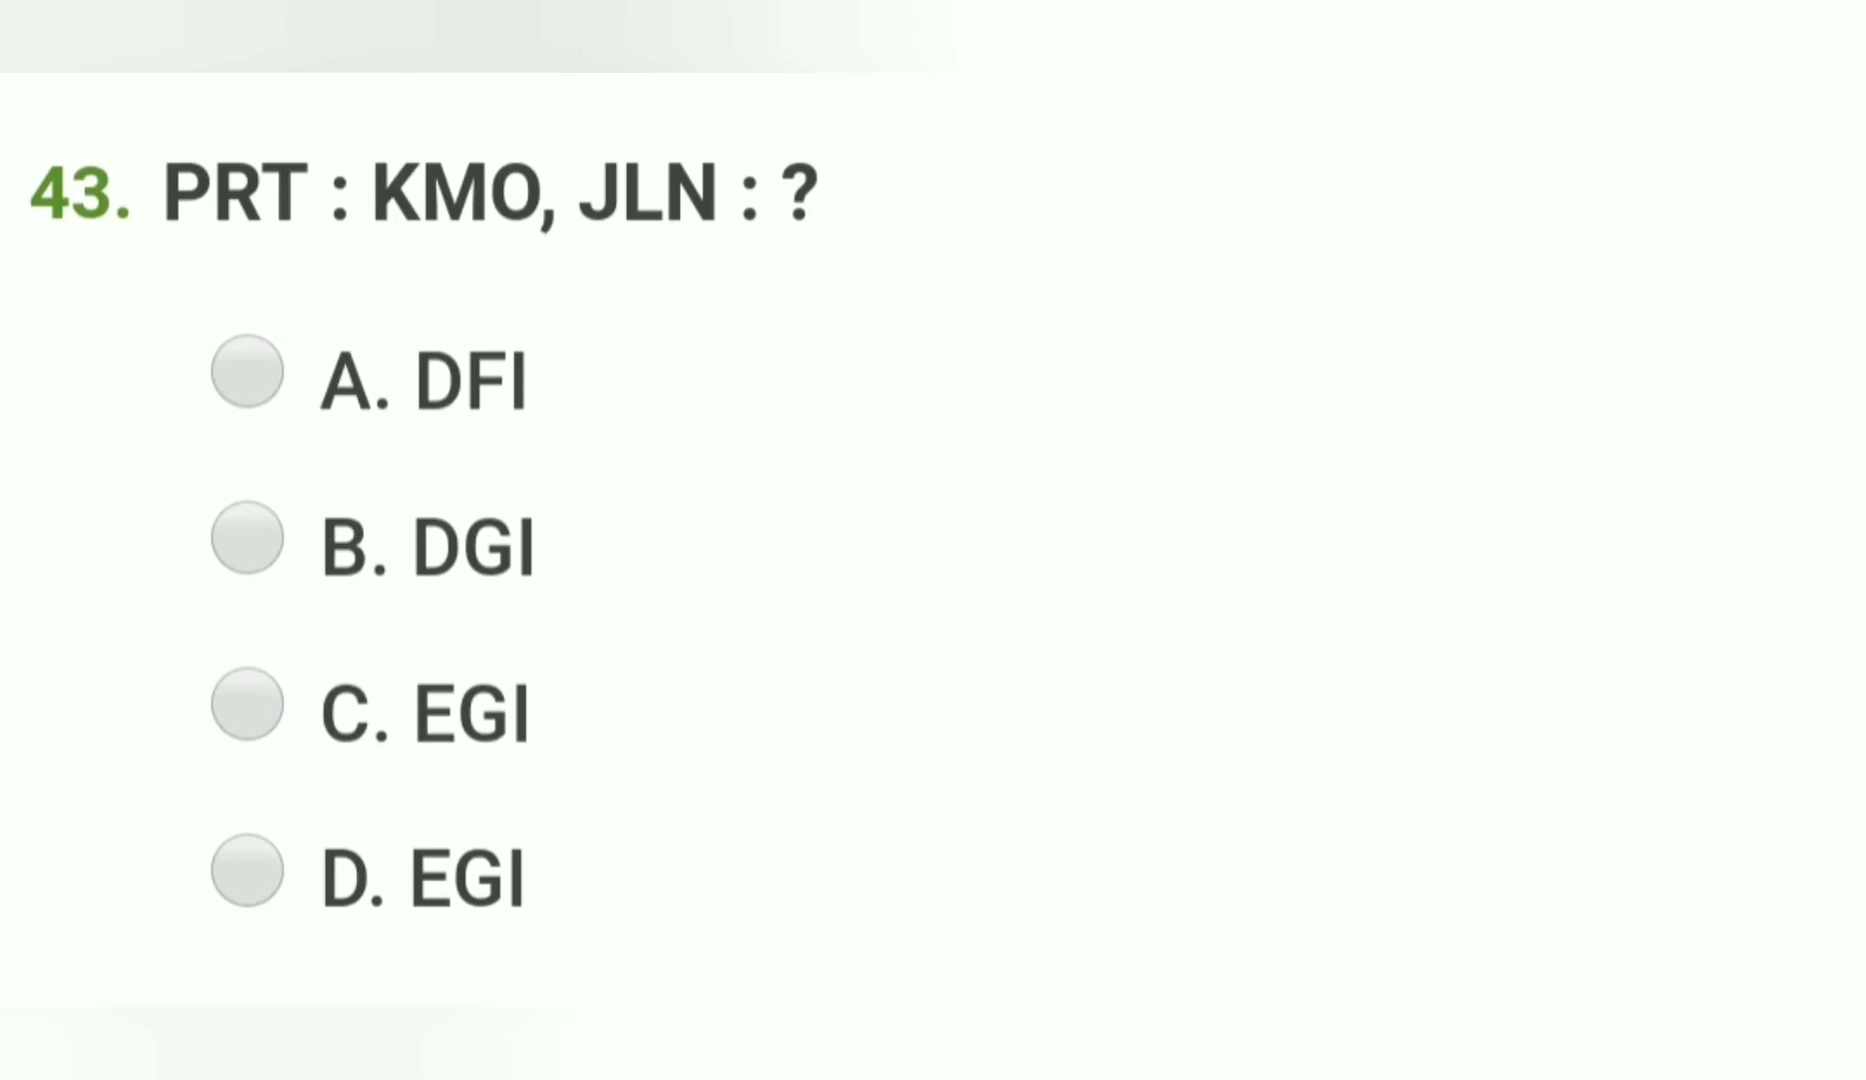 43. PRT : KMO, JLN : ?
A. DFI
B. DGI
C. EGI
D. EGI